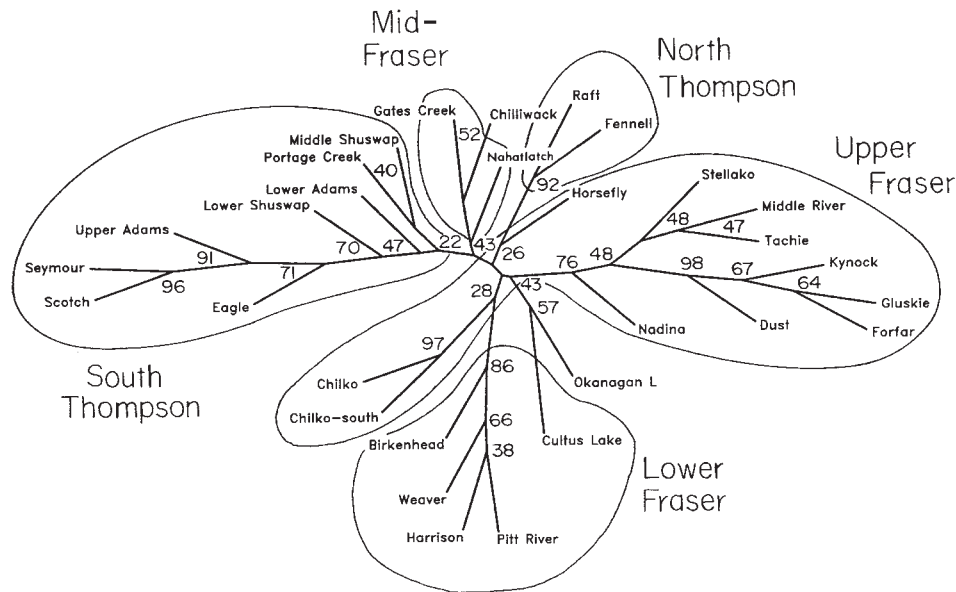 Mid-
Fraser
North
Thompson
Gates Creek
Chilliwack
Raft
Fennell
52
Middle Shuswap
Portage Creek
40
Nahatlatch
92
Horsefly
Upper
Fraser
Stellako
Lower Adams
Lower Shuswap
Middle River
48
47
Tachie
Upper Adams
91
70
47
22
43
26
76
48
98
67
Kynock
Seymour
96
71
64
Gluskie
Scotch
Eagle
28
43
57
Nadina
Dust
Forfar
97
86
South
Thompson
Chilko
Okanagan L
Chilko-south
Birkenhead
66
Cultus Lake
38
Lower
Fraser
Weaver
Harrison
Pitt River